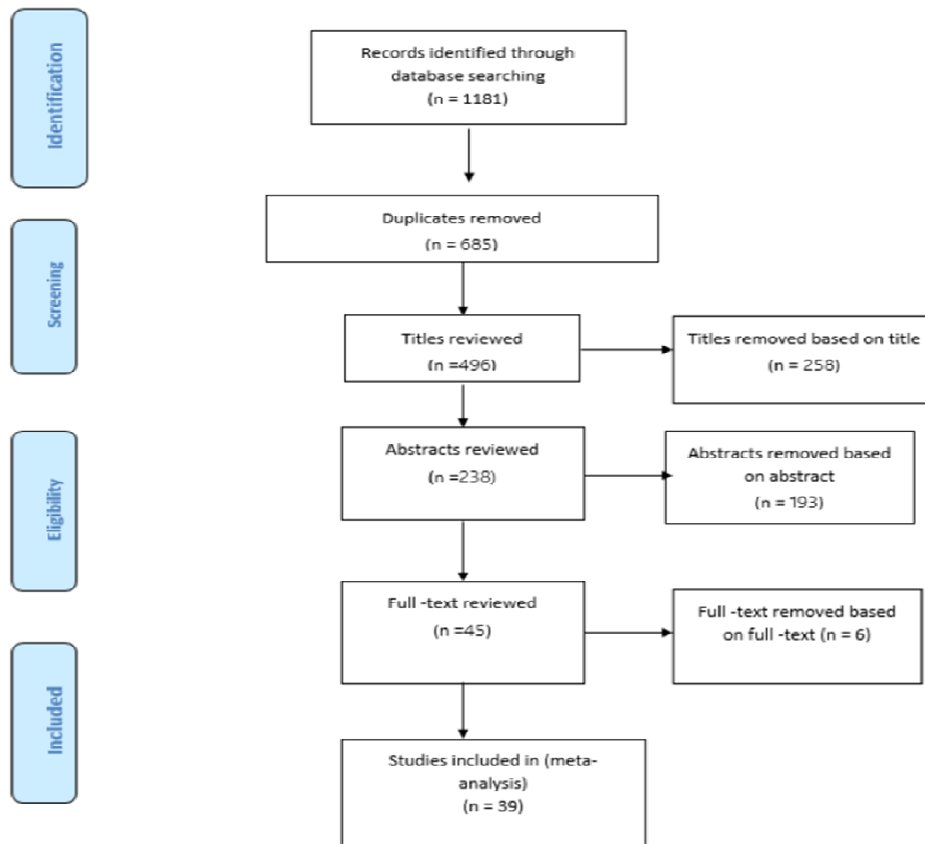 Identification
Records identified through
database searching
(n = 1181)
Duplicates removed
(n = 685)
Screening
Titles reviewed
(n =496)
Titles removed based on title
(n = 258)
Eligibility
Abstracts reviewed
(n =238)
Abstracts removed based
on abstract
(n = 193)
Full -text reviewed
(n =45)
Full -text removed based
on full -text (n = 6)
Included
Studies included in (meta-
analysis)
(n = 39)